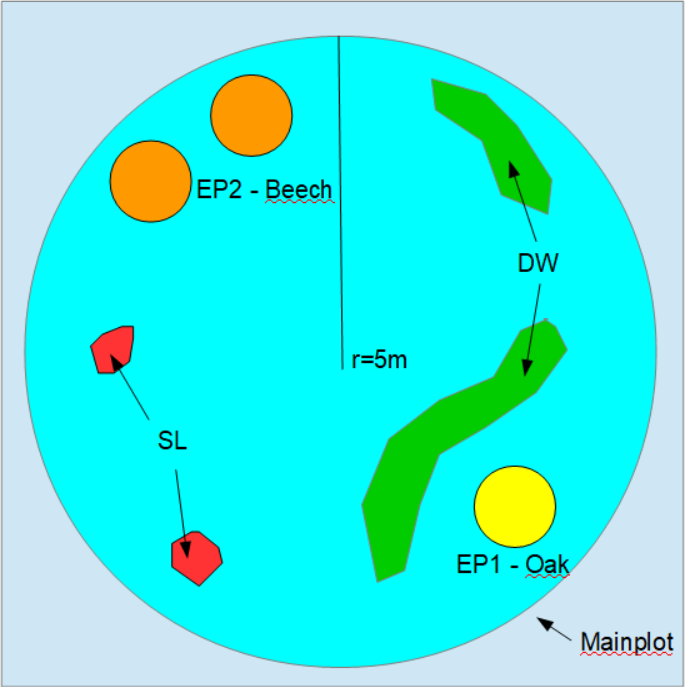 EP2 - Beech
DW
r=5m
SL
EP1 - Oak
Mainplot